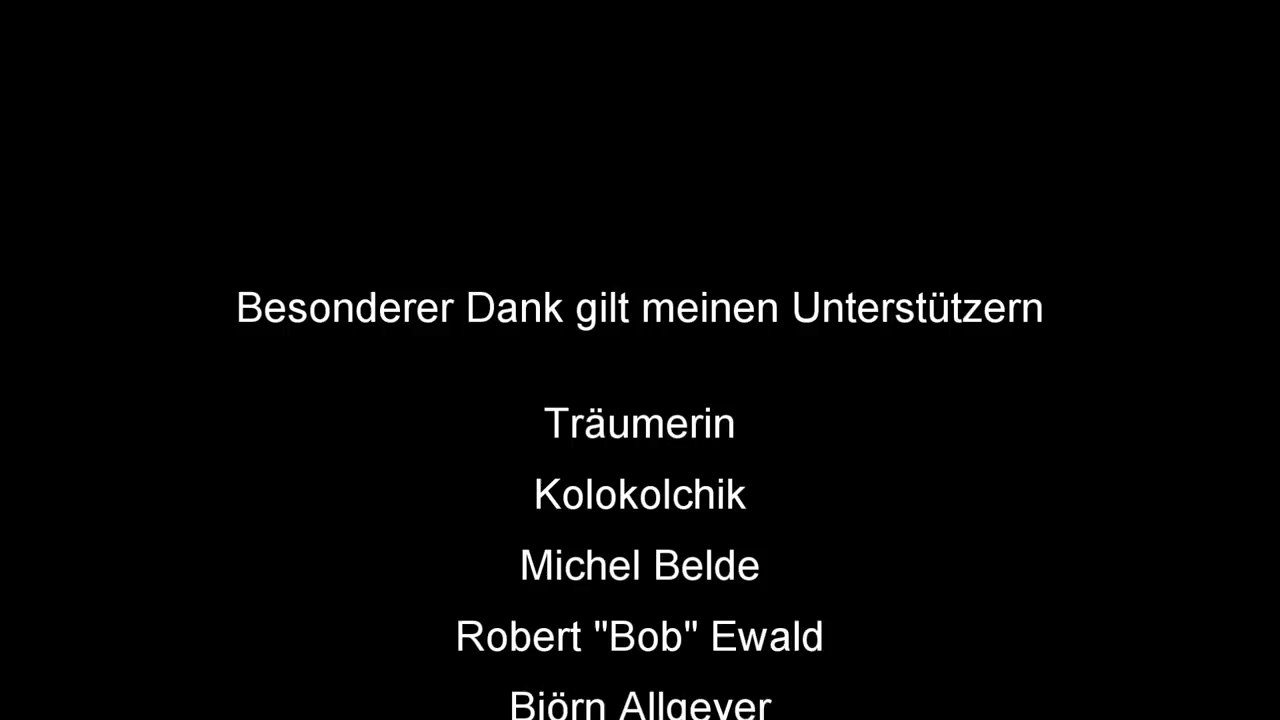 Besonderer Dank gilt meinen Unterstützern
Träumerin
Kolokolchik
Michel Belde
Robert "Bob" Ewald
Björn Allgeyer